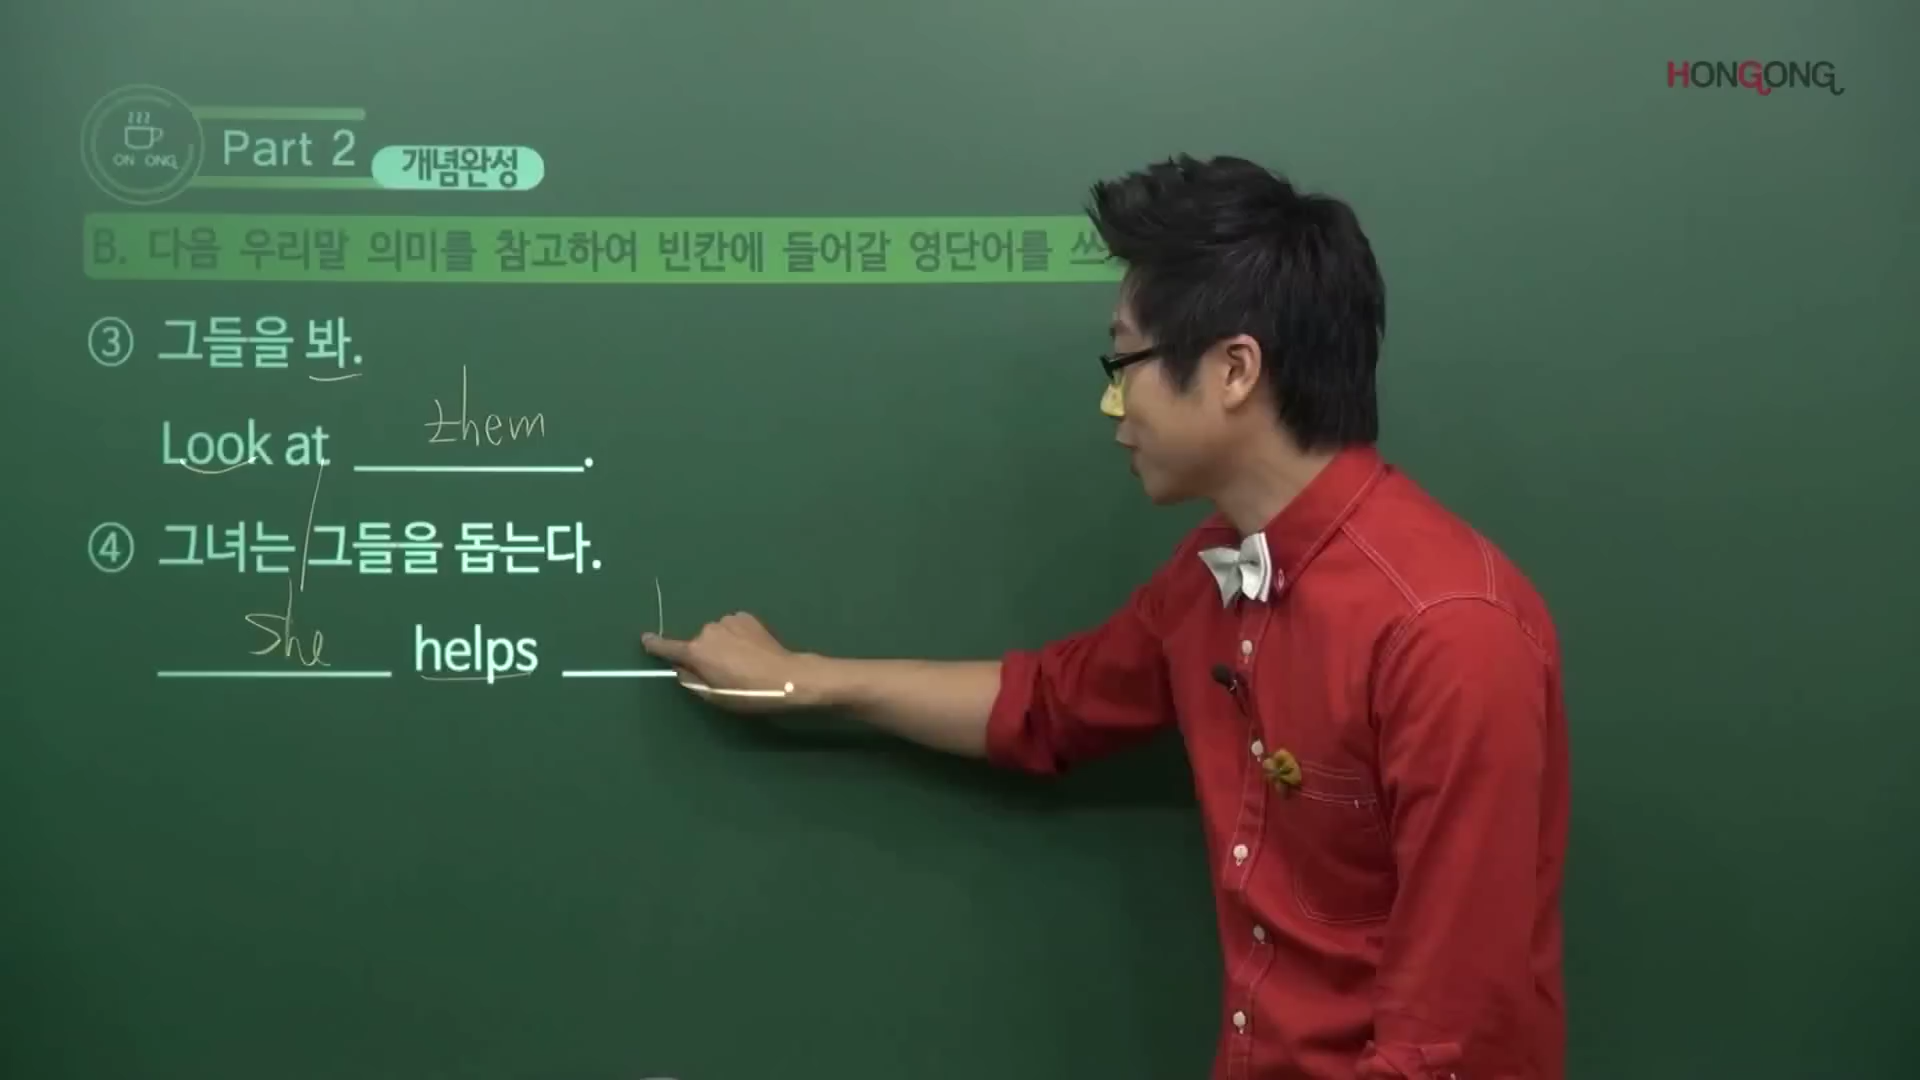 HONGONG
ON ONG
Part 2 개념완성
B. 다음 우리말 의미를 참고하여 빈칸에 들어갈 영단어를
③ 그들을 봐.
Look at them.
④ 그녀는 그들을 돕는다.
She helps